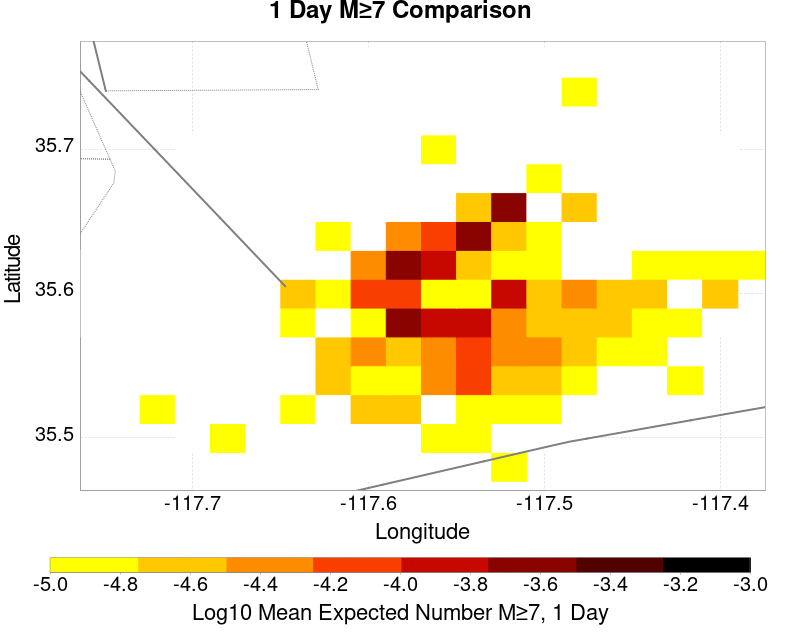 1 Day M≥7 Comparison
35.7
35.6
35.5
Latitude
-117.7 -117.6 -117.5 -117.4
Longitude
-5.0 -4.8 -4.6 -4.4 -4.2 -4.0 -3.8 -3.6 -3.4 -3.2 -3.0
Log10 Mean Expected Number M≥7, 1 Day